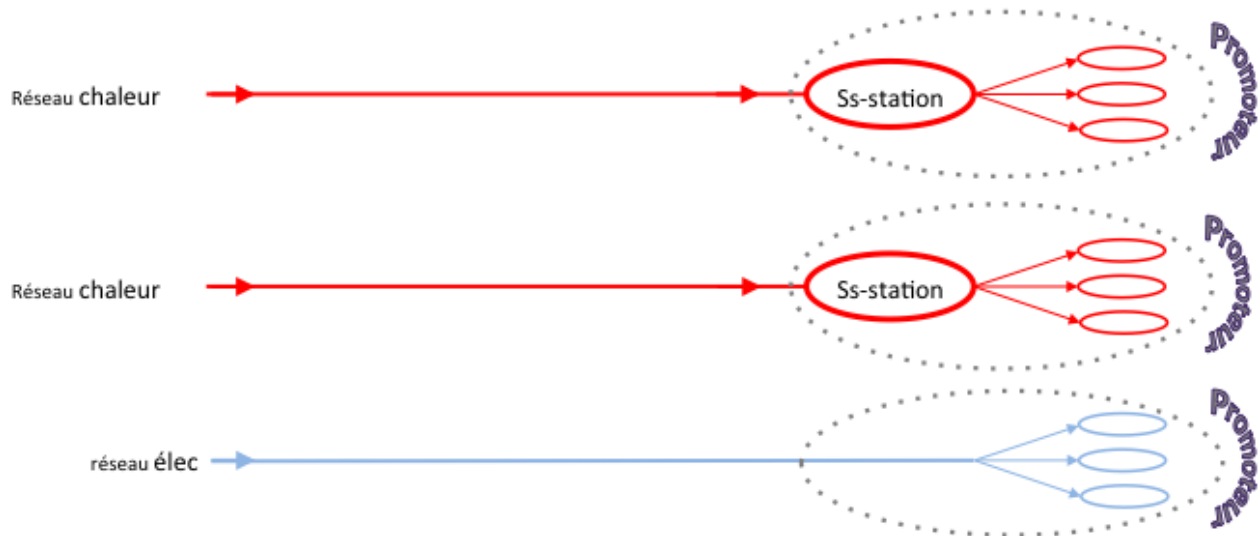 Réseau chaleur
Ss-station
Promoteur
Réseau chaleur
Ss-station
Promoteur
réseau élec
Promoteur